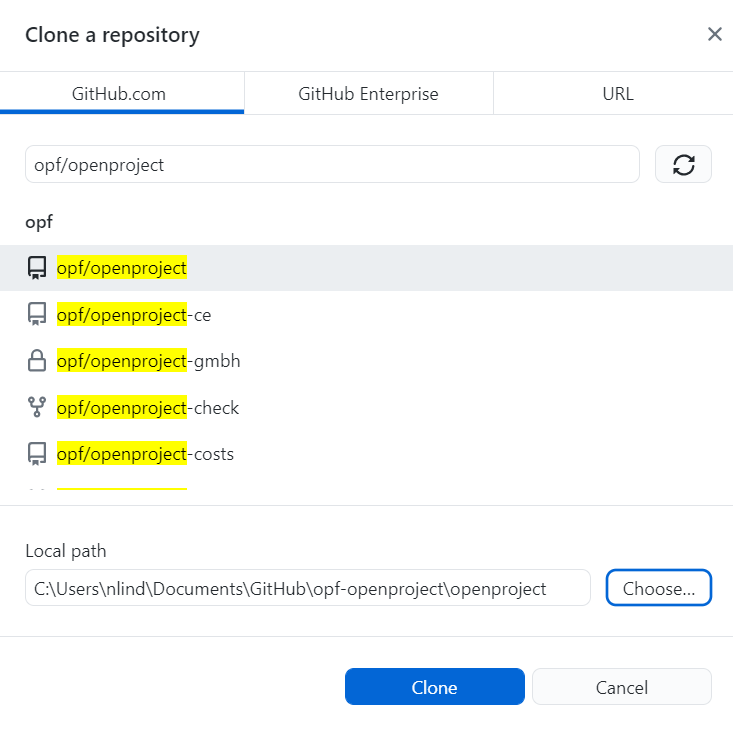 Clone a repository
GitHub.com
GitHub Enterprise
URL
opf/openproject
opf
opf/openproject
opf/openproject-ce
opf/openproject-gmbh
opf/openproject-check
opf/openproject-costs
Local path
C:\Users\nlind\Documents\GitHub\opf-openproject\openproject
Choose...
Clone
Cancel